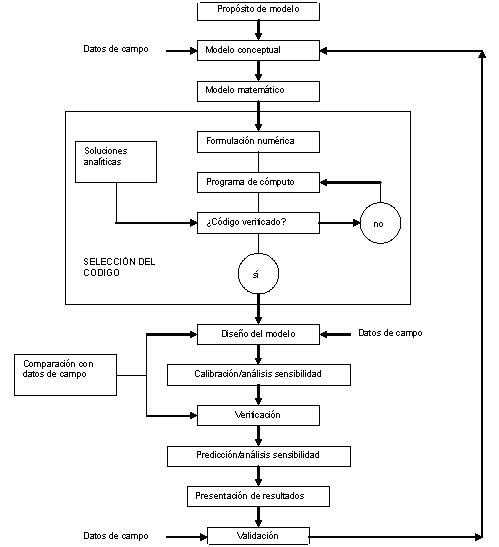 Propósito de modelo
Datos de campo
Modelo conceptual
Modelo matemático
Formulación numérica
Soluciones
analíticas
Programa de cómputo
¿Código verificado?
no
SELECCIÓN DEL
CODIGO
sí
Diseño del modelo
Datos de campo
Comparación con
datos de campo
Calibración/análisis sensibilidad
Verificación
Predicción/análisis sensibilidad
Presentación de resultados
Datos de campo
Validación